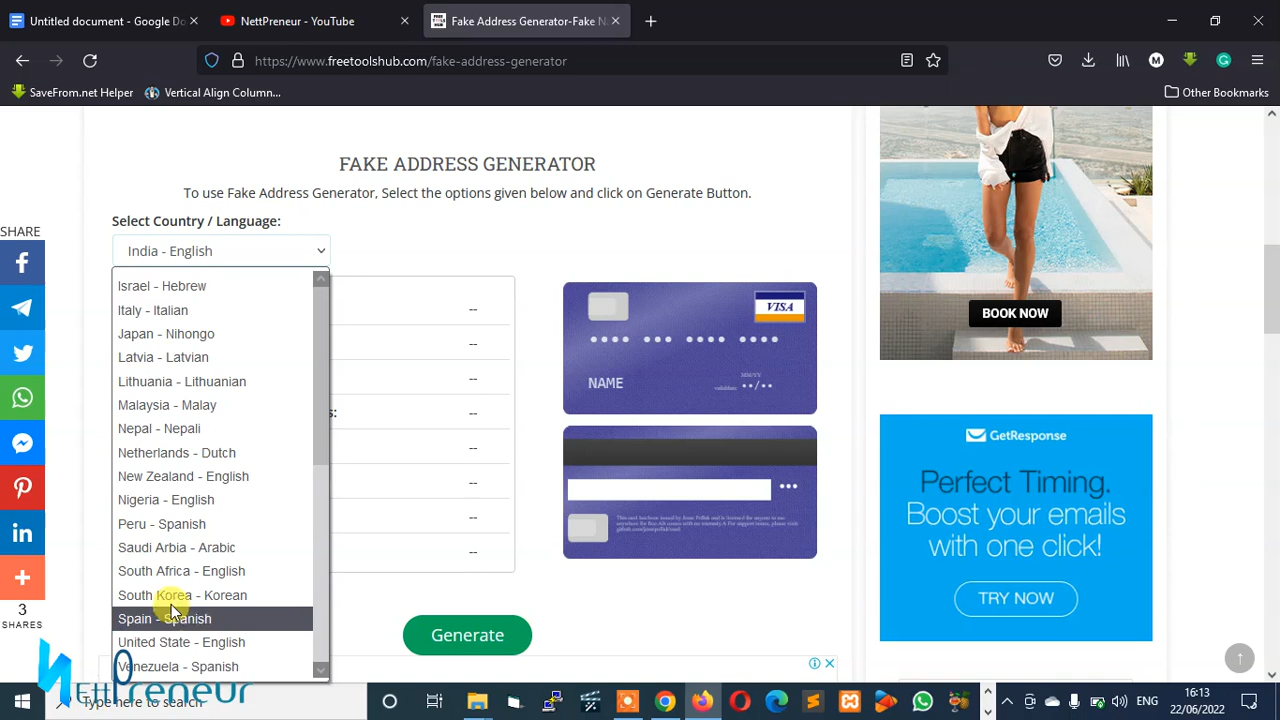 Untitled document - Google Do
NettPreneur - YouTube
Fake Address Generator-Fake N
https://www.freetoolshub.com/fake-address-generator
SaveFrom.net Helper
Vertical Align Column...
Other Bookmarks
FAKE ADDRESS GENERATOR
To use Fake Address Generator, Select the options given below and click on Generate Button.
Select Country / Language:
India - English
Israel - Hebrew
Italy - Italian
Japan - Nihongo
Latvia - Latvian
Lithuania - Lithuanian
Malaysia - Malay
Nepal - Nepali
Netherlands - Dutch
New Zealand - English
Nigeria - English
Peru - Spanish
Saudi Arbia - Arabic
South Africa - English
South Korea - Korean
Spain - Spanish
United State - English
Venezuela - Spanish
s:
--
--
--
--
--
--
--
--
VISA
NAME
MM/YY
Generate
SHARE
3
SHARES
BOOK NOW
GetResponse
Perfect Timing.
Boost your emails
with one click!
TRY NOW
NettPreneur
Type here to search
ENG
16:13
22/06/2022